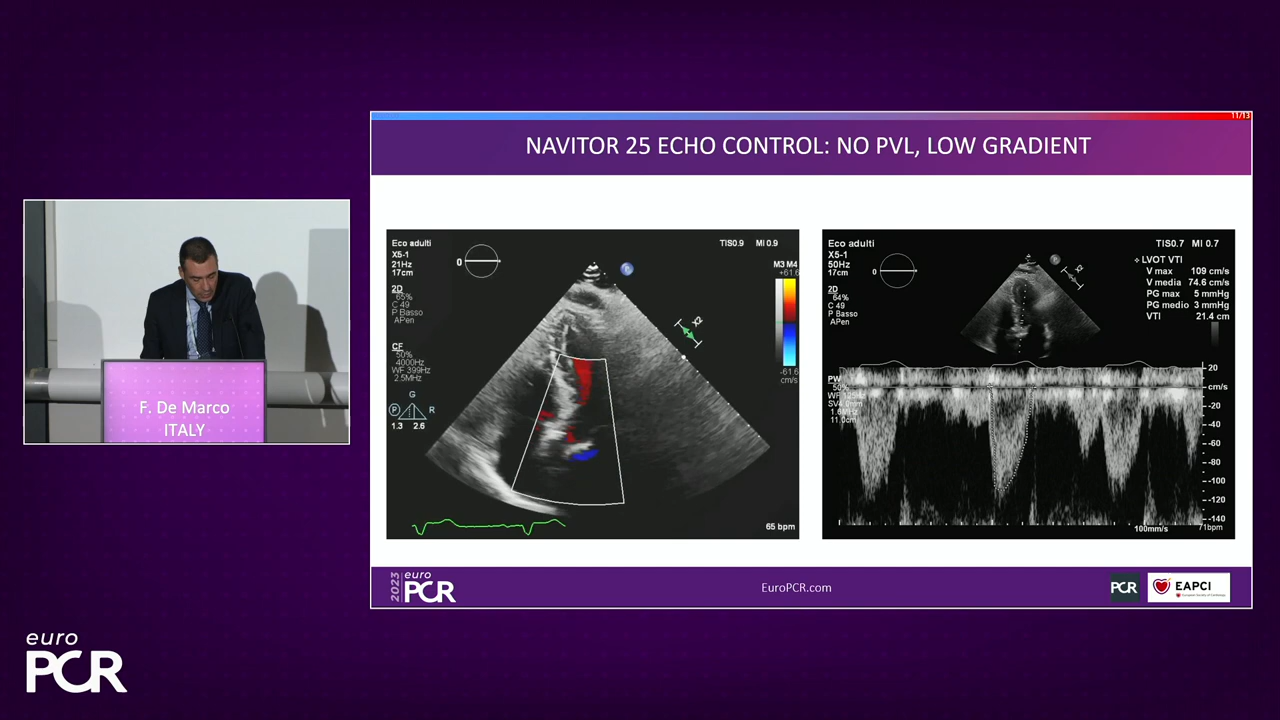 11/13
NAVITOR 25 ECHO CONTROL: NO PVL, LOW GRADIENT
Eco adulti
X5-1
21Hz
17cm
2D
65%
C 49
P Basso
APen
CF
50%
4000Hz
WF 399Hz
2.5MHz
G
P R
1.3 2.6
0
TIS0.9 MI 0.9
M3 M4
+61.6
-61.6
cm/s
65 bpm
Eco adulti
X5-1
50Hz
17cm
2D
64%
C 49
P Basso
APen
PW
50%
SV4.0mm
1.6MHz
11.0cm
0
TIS0.7 MI 0.7
LVOT VTI
V max 109 cm/s
V media 74.6 cm/s
PG max 5 mmHg
PG medio 3 mmHg
VTI 21.4 cm
20
cm/s
-20
-40
-60
-80
-100
-120
-140
100mm/s
71bpm
F. De Marco
ITALY
2023 euro
PCR
EuroPCR.com
PCR
EAPCI
euro
PCR